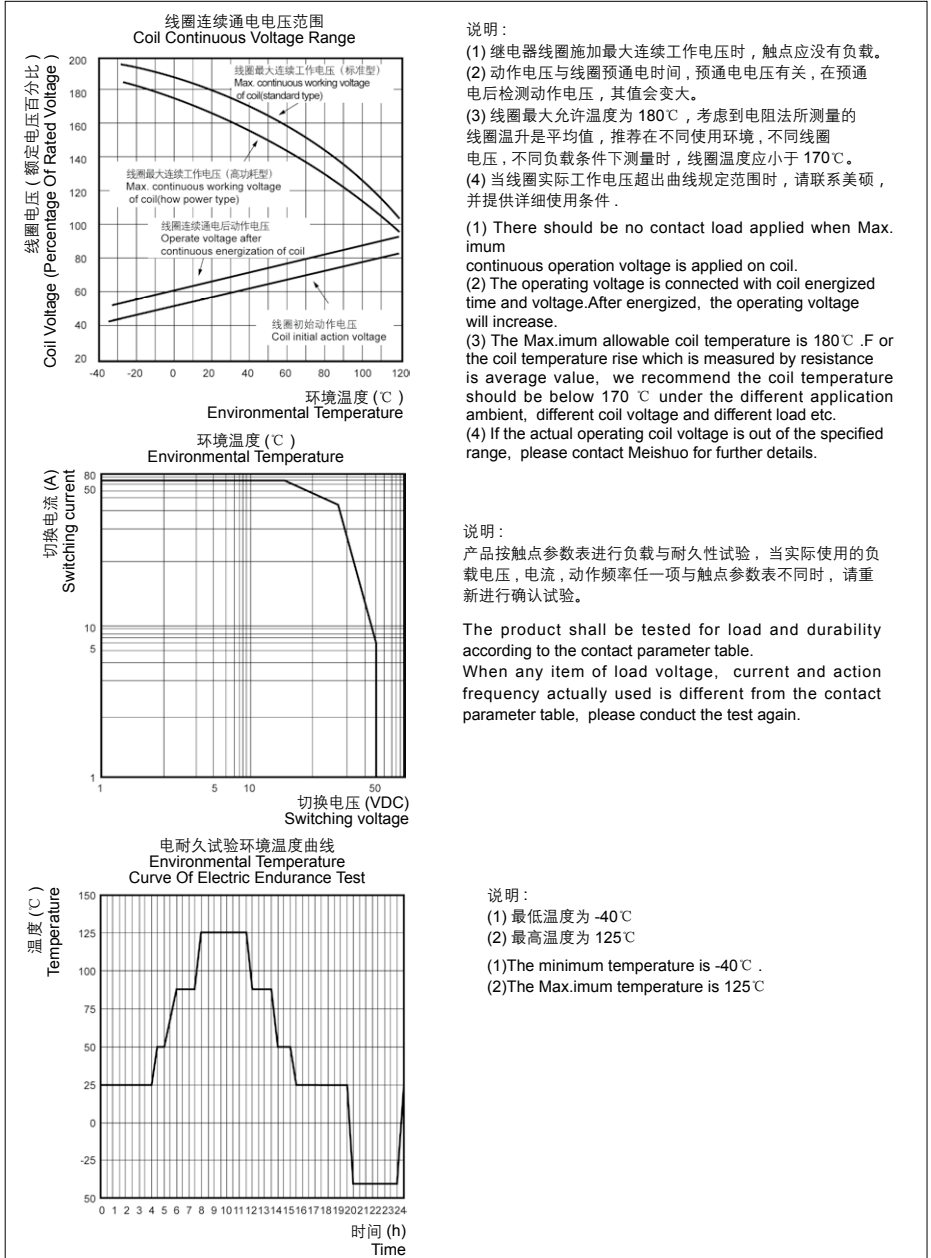 线圈连续通电电压范围
Coil Continuous Voltage Range
线圈电压 ( 额定电压百分比 )
Coil Voltage (Percentage Of Rated Voltage )
200
180
160
140
120
100
80
60
40
20
线圈最大连续工作电压（标准型）
Max. continuous working voltage
of coil(standard type)
线圈最大连续工作电压（高功耗型）
Max. continuous working voltage
of coil(how power type)
线圈连续通电后动作电压
Operate voltage after
continuous energization of coil
线圈初始动作电压
Coil initial action voltage
-40 -20 0 20 40 60 80 100 120
环境温度 (℃ )
Environmental Temperature
说明 :
(1) 继电器线圈施加最大连续工作电压时 , 触点应没有负载。
(2) 动作电压与线圈预通电时间 , 预通电电压有关 , 在预通
电后检测动作电压 , 其值会变大。
(3) 线圈最大允许温度为 180℃ , 考虑到电阻法所测量的
线圈温升是平均值 , 推荐在不同使用环境 , 不同线圈
电压 , 不同负载条件下测量时 , 线圈温度应小于 170℃。
(4) 当线圈实际工作电压超出曲线规定范围时 , 请联系美硕 ,
并提供详细使用条件 .
(1) There should be no contact load applied when Max.
imum
continuous operation voltage is applied on coil.
(2) The operating voltage is connected with coil energized
time and voltage.After energized, the operating voltage
will increase.
(3) The Max.imum allowable coil temperature is 180℃ .F or
the coil temperature rise which is measured by resistance
is average value, we recommend the coil temperature
should be below 170 ℃ under the different application
ambient, different coil voltage and different load etc.
(4) If the actual operating coil voltage is out of the specified
range, please contact Meishuo for further details.
环境温度 (℃ )
Environmental Temperature
切换电流 (A)
Switching current
80
50
10
5
1
1 5 10 50
切换电压 (VDC)
Switching voltage
说明 :
产品按触点参数表进行负载与耐久性试验 , 当实际使用的负
载电压 , 电流 , 动作频率任一项与触点参数表不同时 , 请重
新进行确认试验。
The product shall be tested for load and durability
according to the contact parameter table.
When any item of load voltage, current and action
frequency actually used is different from the contact
parameter table, please conduct the test again.
电耐久试验环境温度曲线
Environmental Temperature
Curve Of Electric Endurance Test
温度 (℃ )
Temperature
150
125
100
75
50
25
0
-25
50
0 1 2 3 4 5 6 7 8 9 10 11 12 13 14 15 16 17 18 19 20 21 22 23 24
时间 (h)
Time
说明 :
(1) 最低温度为 -40℃
(2) 最高温度为 125℃
(1)The minimum temperature is -40℃ .
(2)The Max.imum temperature is 125℃